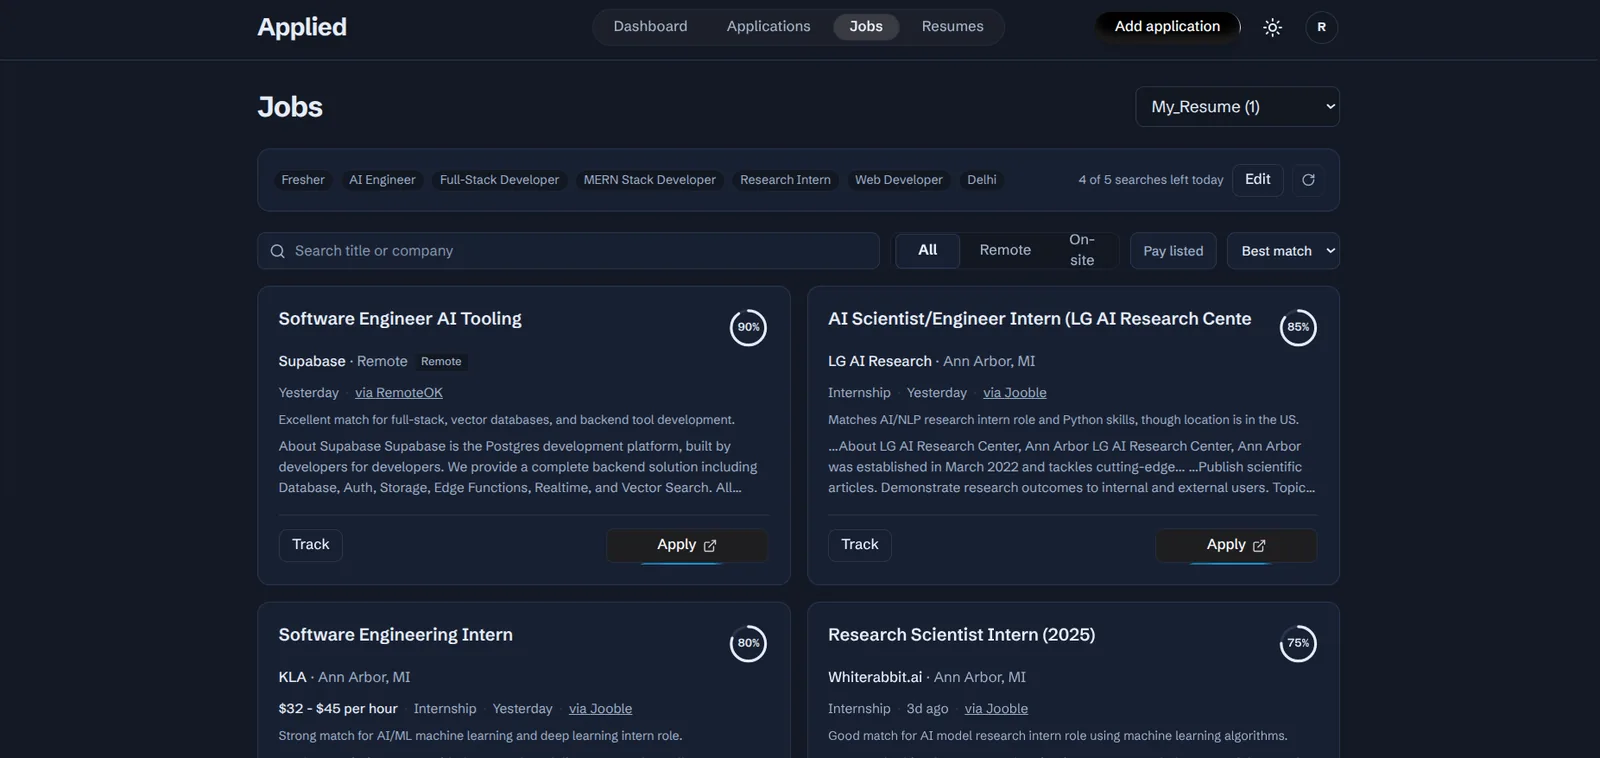 Applied
Dashboard
Applications
Jobs
Resumes
Add application
R
Jobs
My_Resume (1)
Fresher
AI Engineer
Full-Stack Developer
MERN Stack Developer
Research Intern
Web Developer
Delhi
4 of 5 searches left today
Edit
Search title or company
All
Remote
On-
site
Pay listed
Best match
Software Engineer AI Tooling
90%
Supabase · Remote Remote
Yesterday · via RemoteOK
Excellent match for full-stack, vector databases, and backend tool development.
About Supabase Supabase is the Postgres development platform, built by
developers for developers. We provide a complete backend solution including
Database, Auth, Storage, Edge Functions, Realtime, and Vector Search. All...
Track
Apply
AI Scientist/Engineer Intern (LG AI Research Cente
85%
LG AI Research · Ann Arbor, MI
Internship · Yesterday · via Jooble
Matches AI/NLP research intern role and Python skills, though location is in the US.
...About LG AI Research Center, Ann Arbor LG AI Research Center, Ann Arbor
was established in March 2022 and tackles cutting-edge... ...Publish scientific
articles. Demonstrate research outcomes to internal and external users. Topic...
Track
Apply
Software Engineering Intern
80%
KLA · Ann Arbor, MI
$32 - $45 per hour · Internship · Yesterday · via Jooble
Strong match for AI/ML machine learning and deep learning intern role.
Research Scientist Intern (2025)
75%
Whiterabbit.ai · Ann Arbor, MI
Internship · 3d ago · via Jooble
Good match for AI model research intern role using machine learning algorithms.